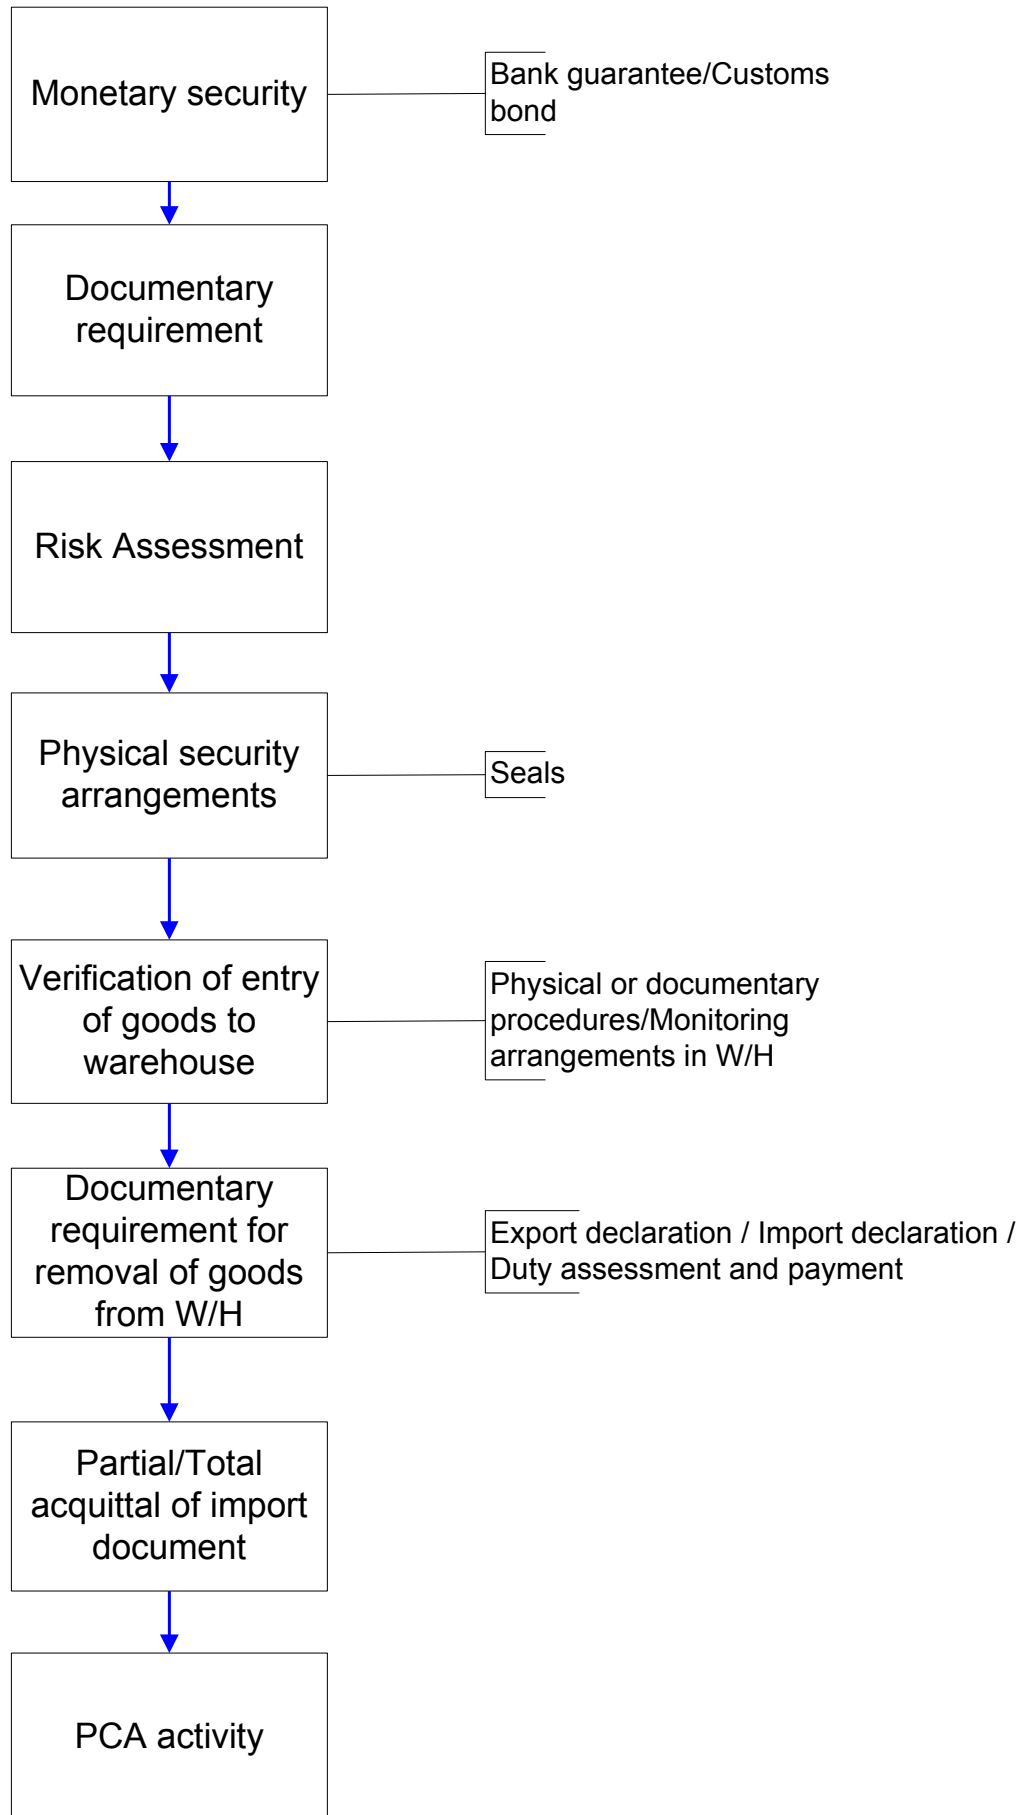 Monetary security
Bank guarantee/Customs
bond
Documentary
requirement
Risk Assessment
Physical security
arrangements
Seals
Verification of entry
of goods to
warehouse
Physical or documentary
procedures/Monitoring
arrangements in W/H
Documentary
requirement for
removal of goods
from W/H
Export declaration / Import declaration /
Duty assessment and payment
Partial/Total
acquittal of import
document
PCA activity